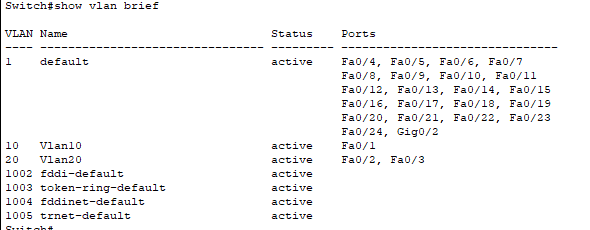 Switch#show vlan brief
VLAN Name Status Ports
---- -------------------------------- --------- -------------------------------
1 default active Fa0/4, Fa0/5, Fa0/6, Fa0/7
Fa0/8, Fa0/9, Fa0/10, Fa0/11
Fa0/12, Fa0/13, Fa0/14, Fa0/15
Fa0/16, Fa0/17, Fa0/18, Fa0/19
Fa0/20, Fa0/21, Fa0/22, Fa0/23
Fa0/24, Gig0/2
10 Vlan10 active Fa0/1
20 Vlan20 active Fa0/2, Fa0/3
1002 fddi-default active
1003 token-ring-default active
1004 fddinet-default active
1005 trnet-default active
Switch#